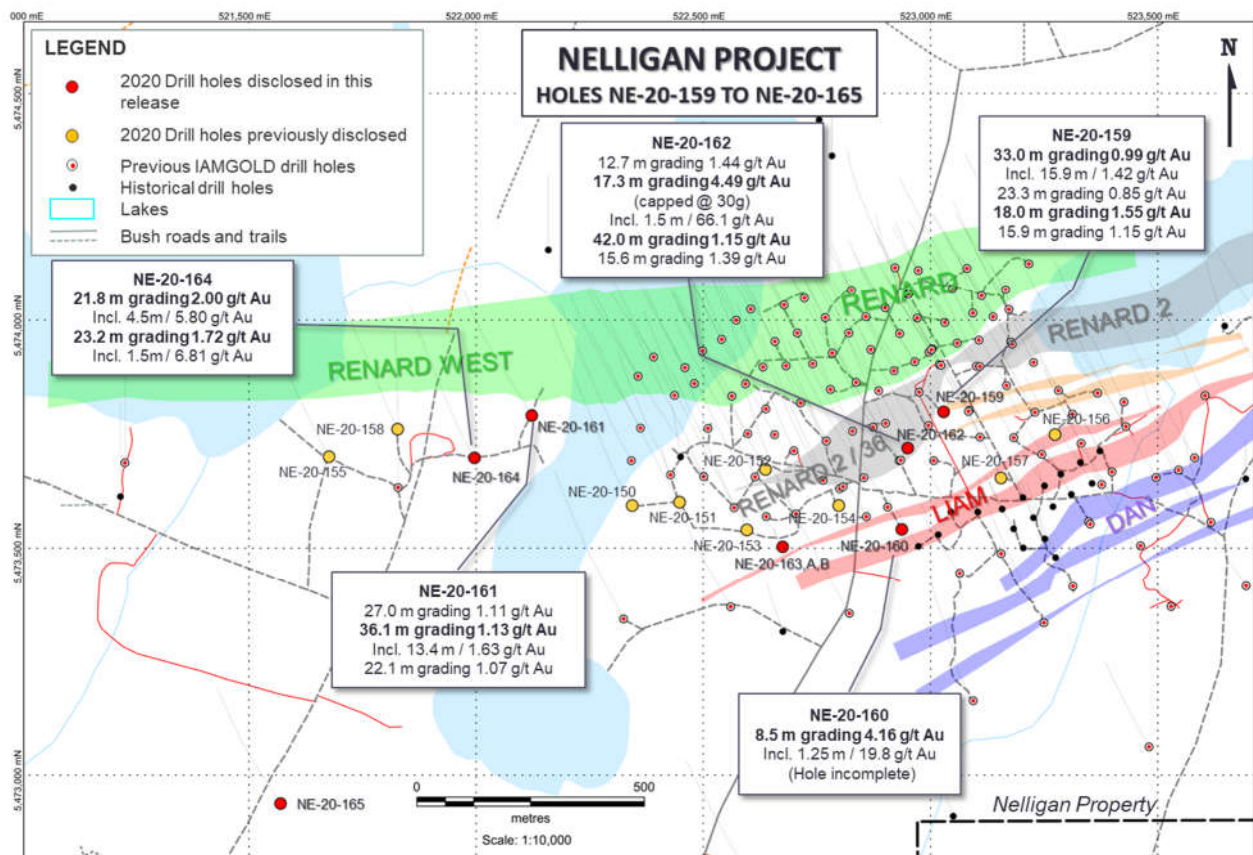 000 mE
521,500 mE
522,000 mE
522,500 mE
523,000 mE
523,500 mE
5,474,500 mN
5,474,000 mN
5,473,500 mN
5,473,000 mN
LEGEND
2020 Drill holes disclosed in this
release
2020 Drill holes previously disclosed
Previous IAMGOLD drill holes
Historical drill holes
Lakes
Bush roads and trails
NELLIGAN PROJECT
HOLES NE-20-159 TO NE-20-165
N
NE-20-162
12.7 m grading 1.44 g/t Au
17.3 m grading 4.49 g/t Au
(capped @ 30g)
Incl. 1.5 m / 66.1 g/t Au
42.0 m grading 1.15 g/t Au
15.6 m grading 1.39 g/t Au
NE-20-159
33.0 m grading 0.99 g/t Au
Incl. 15.9 m / 1.42 g/t Au
23.3 m grading 0.85 g/t Au
18.0 m grading 1.55 g/t Au
15.9 m grading 1.15 g/t Au
NE-20-164
21.8 m grading 2.00 g/t Au
Incl. 4.5m / 5.80 g/t Au
23.2 m grading 1.72 g/t Au
Incl. 1.5m / 6.81 g/t Au
RENARD WEST
RENARD
RENARD 2
RENARD 2 / 36
LIAM
DAN
NE-20-158
NE-20-155
NE-20-164
NE-20-161
NE-20-159
NE-20-162
NE-20-156
NE-20-157
NE-20-152
NE-20-150
NE-20-151
NE-20-154
NE-20-153
NE-20-163,A,B
NE-20-160
NE-20-161
27.0 m grading 1.11 g/t Au
36.1 m grading 1.13 g/t Au
Incl. 13.4 m / 1.63 g/t Au
22.1 m grading 1.07 g/t Au
NE-20-160
8.5 m grading 4.16 g/t Au
Incl. 1.25 m / 19.8 g/t Au
(Hole incomplete)
NE-20-165
0
500
metres
Scale: 1:10,000
Nelligan Property